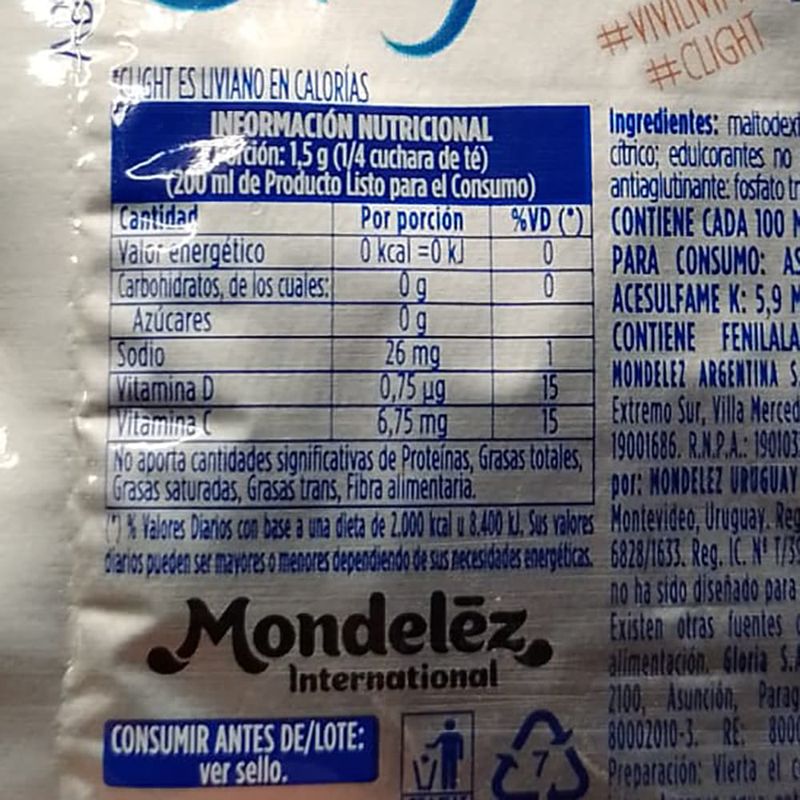 #VIVILIVIA
#CLIGHT
*CLIGHT ES LIVIANO EN CALORÍAS
INFORMACIÓN NUTRICIONAL
Porción: 1,5 g (1/4 cuchara de té)
(200 ml de Producto Listo para el Consumo)
Cantidad Por porción %VD (*)
Valor energético 0 kcal =0 kJ 0
Carbohidratos, de los cuales: 0 g 0
Azúcares 0 g
Sodio 26 mg 1
Vitamina D 0,75 µg 15
Vitamina C 6,75 mg 15
No aporta cantidades significativas de Proteínas, Grasas totales,
Grasas saturadas, Grasas trans, Fibra alimentaria.
(*) % Valores Diarios con base a una dieta de 2.000 kcal u 8.400 kJ. Sus valores
diarios pueden ser mayores o menores dependiendo de sus necesidades energéticas.
Mondelēz
International
CONSUMIR ANTES DE/LOTE:
ver sello.
7
Ingredientes: maltodext
cítrico; edulcorantes no
antiaglutinante: fosfato tr
CONTIENE CADA 100 M
PARA CONSUMO: AS
ACESULFAME K: 5,9 M
CONTIENE FENILALA
MONDELEZ ARGENTINA S.
Extremo Sur, Villa Merced
19001686. R.N.P.A.: 190103
por: MONDELEZ URUGUAY
Montevideo, Uruguay. Reg
6828/1633. Reg. IC. Nº T/39
no ha sido diseñado para
Existen otras fuentes
alimentación. Gloria S.A
2100, Asunción, Parag
80002010-3. RE: 800
Preparación: Vierta el c